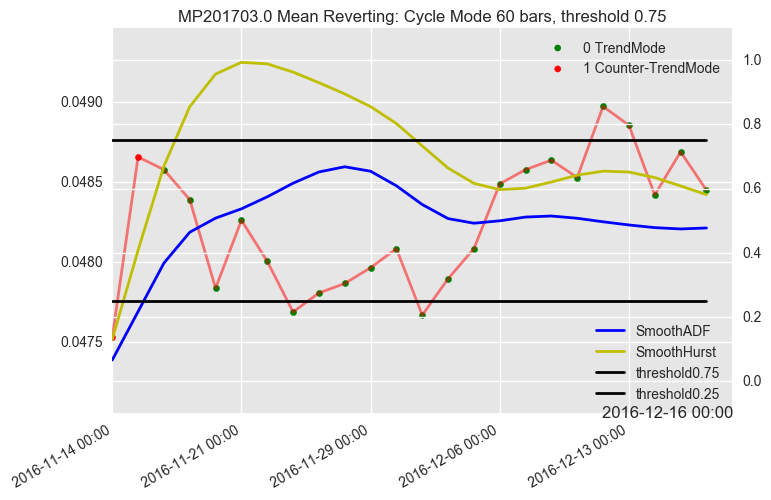 MP201703.0 Mean Reverting: Cycle Mode 60 bars, threshold 0.75
0 TrendMode
1 Counter-TrendMode
0.0490
0.0485
0.0480
0.0475
1.0
0.8
0.6
0.4
0.2
0.0
SmoothADF
SmoothHurst
threshold0.75
threshold0.25
2016-12-16 00:00
2016-11-14 00:00
2016-11-21 00:00
2016-11-29 00:00
2016-12-06 00:00
2016-12-13 00:00